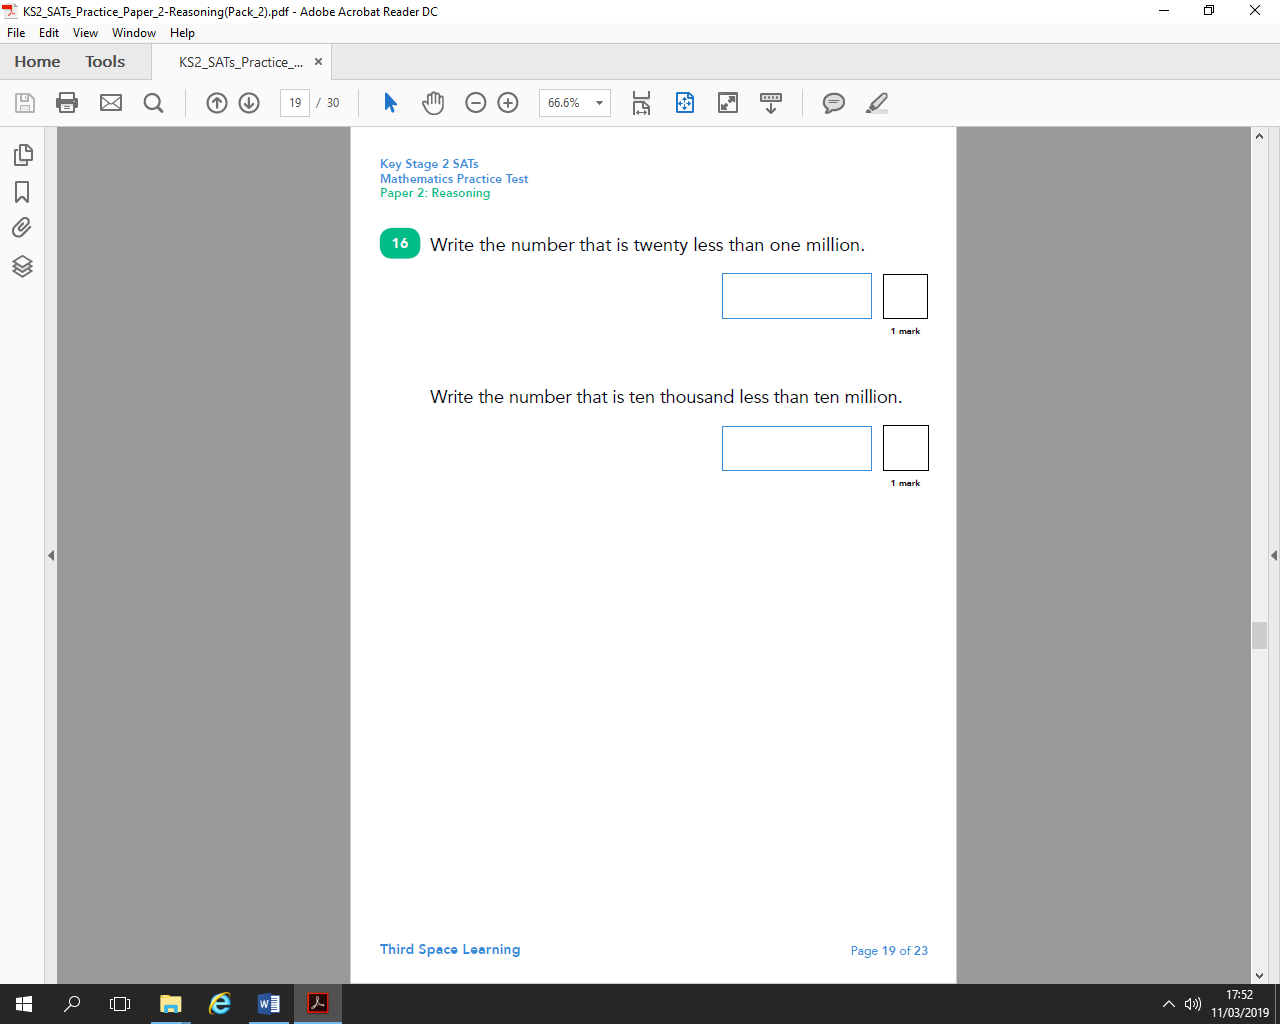 KS2_SATs_Practice_Paper_2-Reasoning(Pack_2).pdf - Adobe Acrobat Reader DC
File Edit View Window Help
Home Tools KS2_SATs_Practice_... ×
19 / 30 66.6%
Key Stage 2 SATs
Mathematics Practice Test
Paper 2: Reasoning
16 Write the number that is twenty less than one million.
1 mark
Write the number that is ten thousand less than ten million.
1 mark
Third Space Learning Page 19 of 23
17:52
11/03/2019